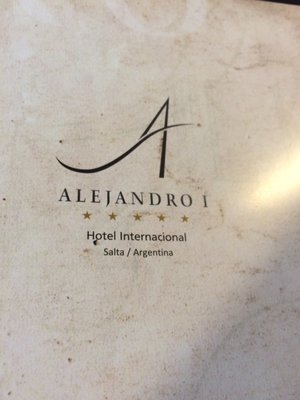 A
ALEJANDRO I
★★★★★
Hotel Internacional
Salta / Argentina